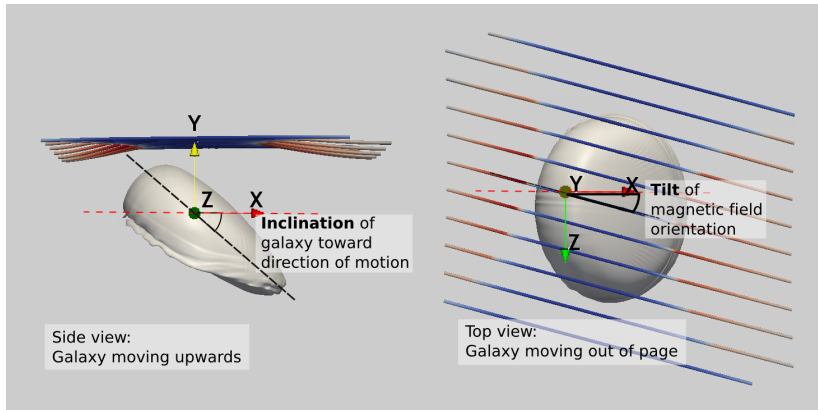 Y
Z X
Inclination of
galaxy toward
direction of motion
Side view:
Galaxy moving upwards
Y X
Tilt of
magnetic field
orientation
Z
Top view:
Galaxy moving out of page